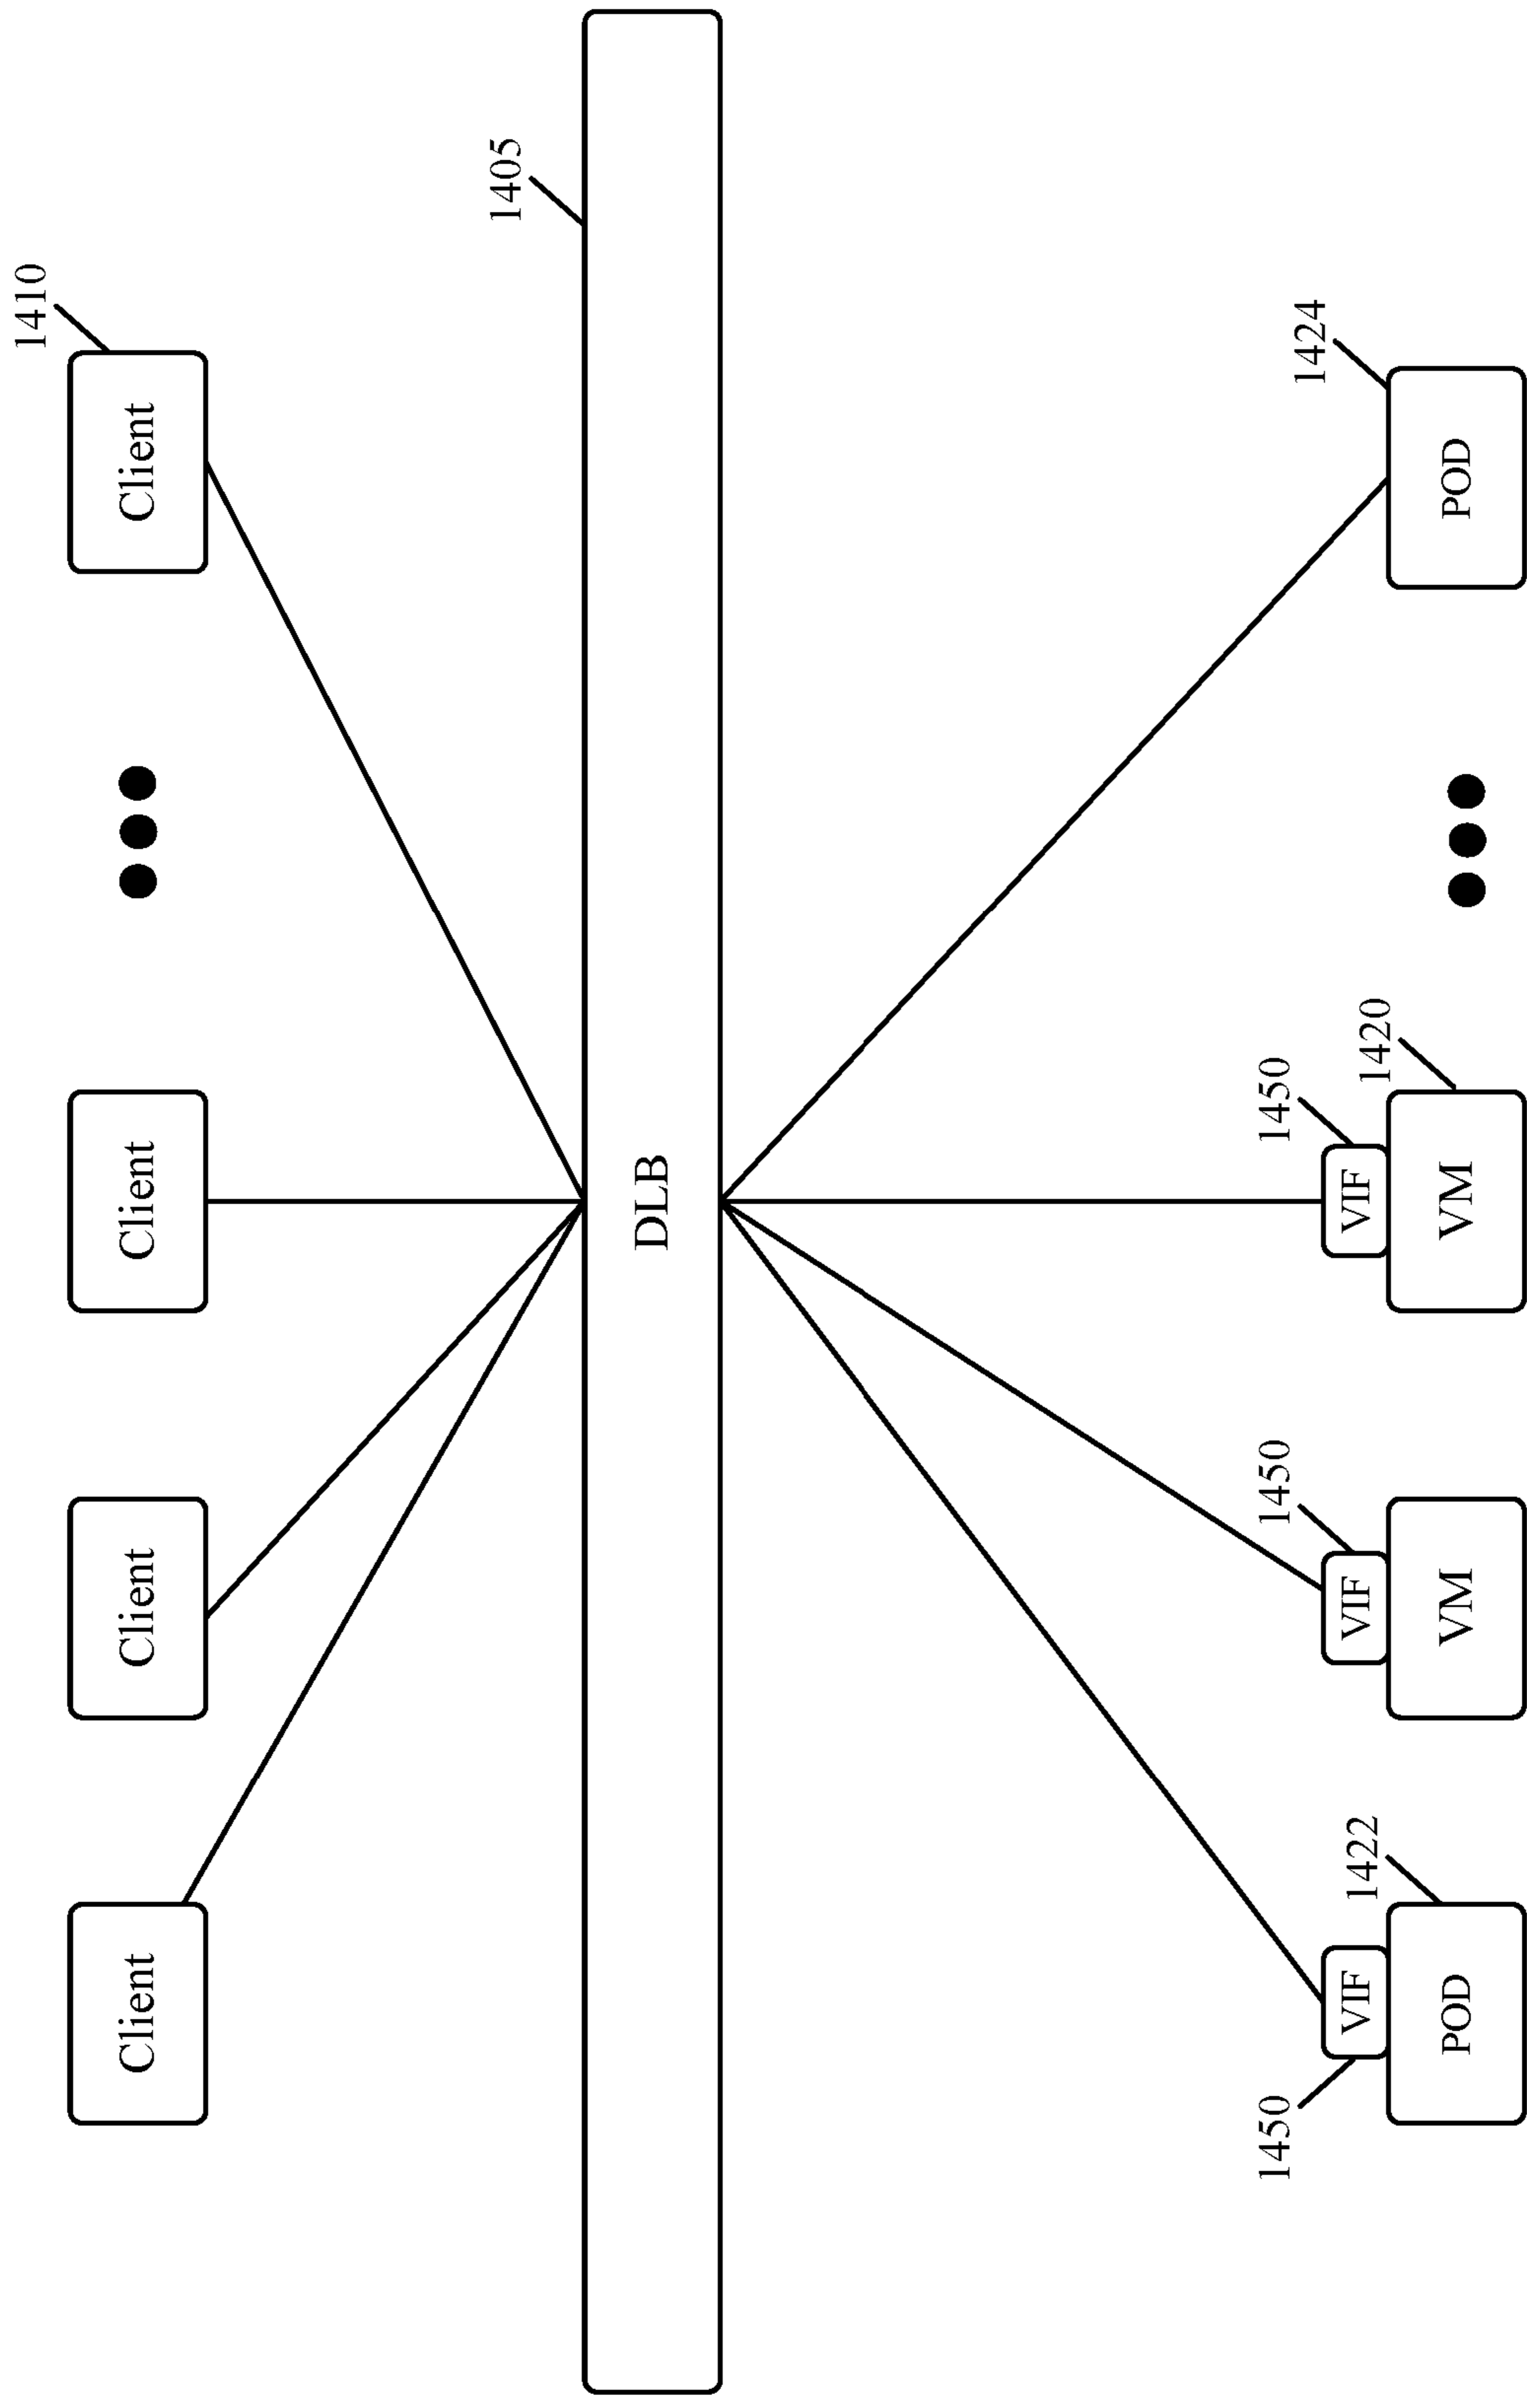 1410
Client
Client
Client
Client
1405
DLB
1450
1450
1450
1424
VIF
VIF
VIF
1422
1420
POD
VM
VM
POD